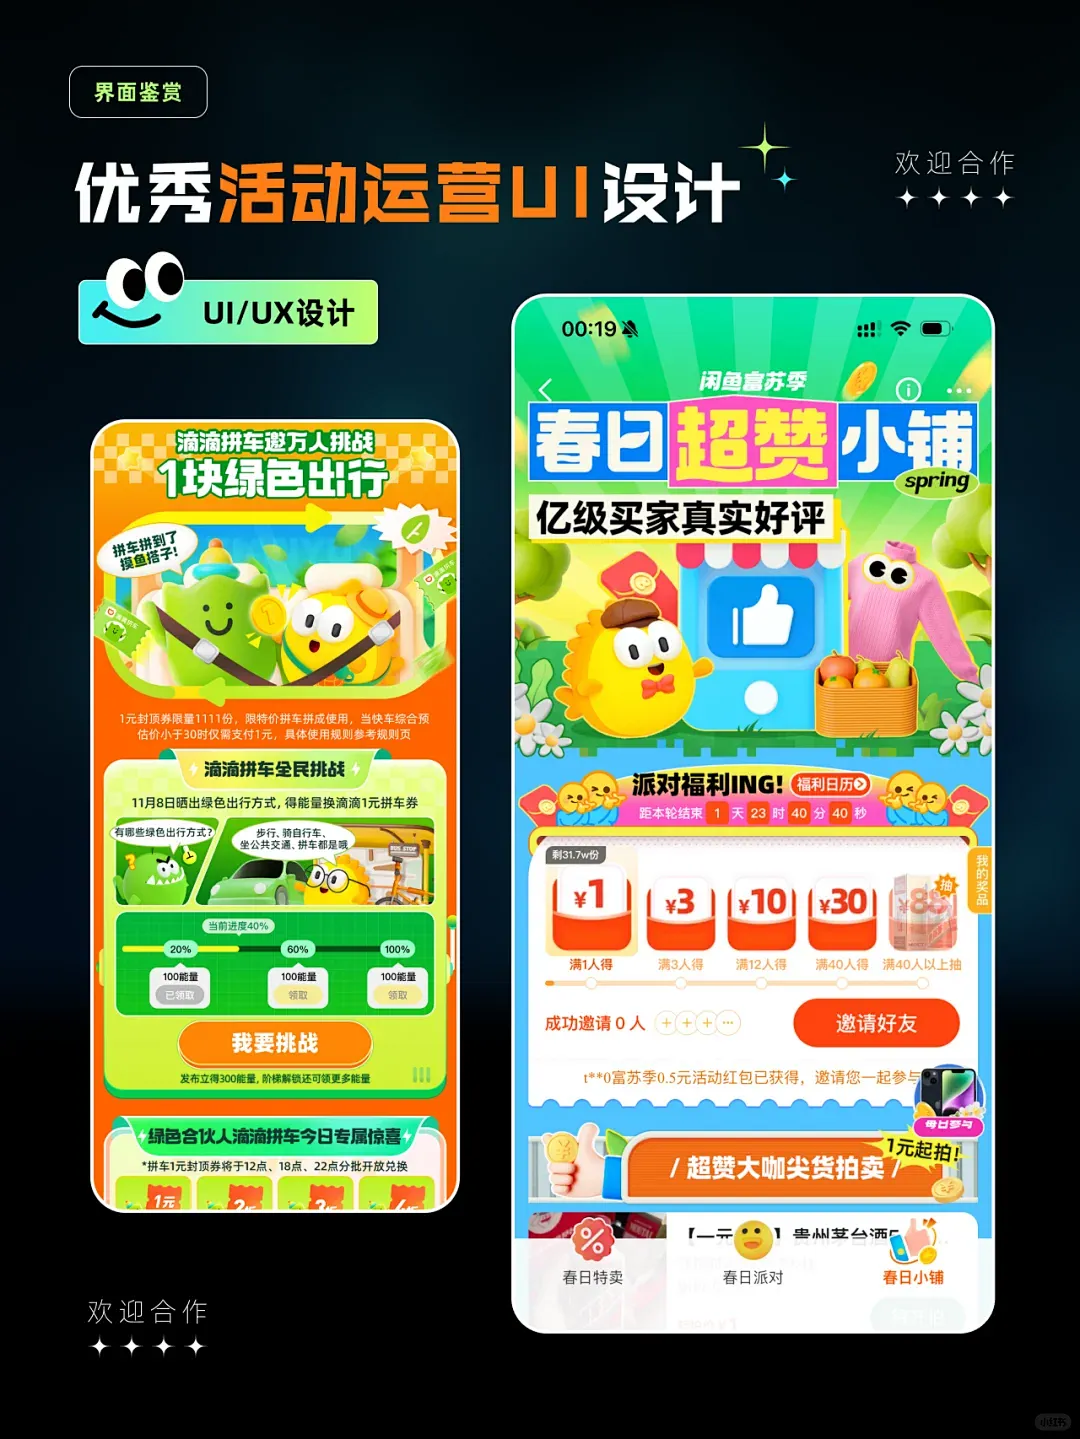 界面鉴赏
优秀活动运营UI设计
欢迎合作
UI/UX设计
滴滴拼车邀万人挑战
1块绿色出行
拼车拼到了
摸鱼搭子!
1元封顶券限量1111份，限特价拼车拼成使用，当快车综合预
估价小于30时仅需支付1元，具体使用规则参考规则页
滴滴拼车全民挑战
11月8日晒出绿色出行方式，得能量换滴滴1元拼车券
有哪些绿色出行方式?
步行、骑自行车、
坐公共交通、拼车都是哦
BUS STOP
当前进度40%
20% 60% 100%
100能量 100能量 100能量
已领取 领取 领取
我要挑战
发布立得300能量，阶梯解锁还可领更多能量
绿色合伙人滴滴拼车今日专属惊喜
*拼车1元封顶券将于12点、18点、22点分批开放兑换
1元
欢迎合作
00:19
闲鱼富苏季
春日超赞小铺
spring
亿级买家真实好评
派对福利ING!
福利日历
距本轮结束 1 天 23 时 40 分 40 秒
我的奖品
剩31.7w份
¥1 ¥3 ¥10 ¥30 抽
满1人得 满3人得 满12人得 满40人得 满40人以上抽
成功邀请 0 人
邀请好友
t**0富苏季0.5元活动红包已获得，邀请您一起参与
每日参与
/ 超赞大咖尖货拍卖 /
1元起拍!
【一元
】贵州茅台酒5
春日特卖 春日派对 春日小铺
小红书